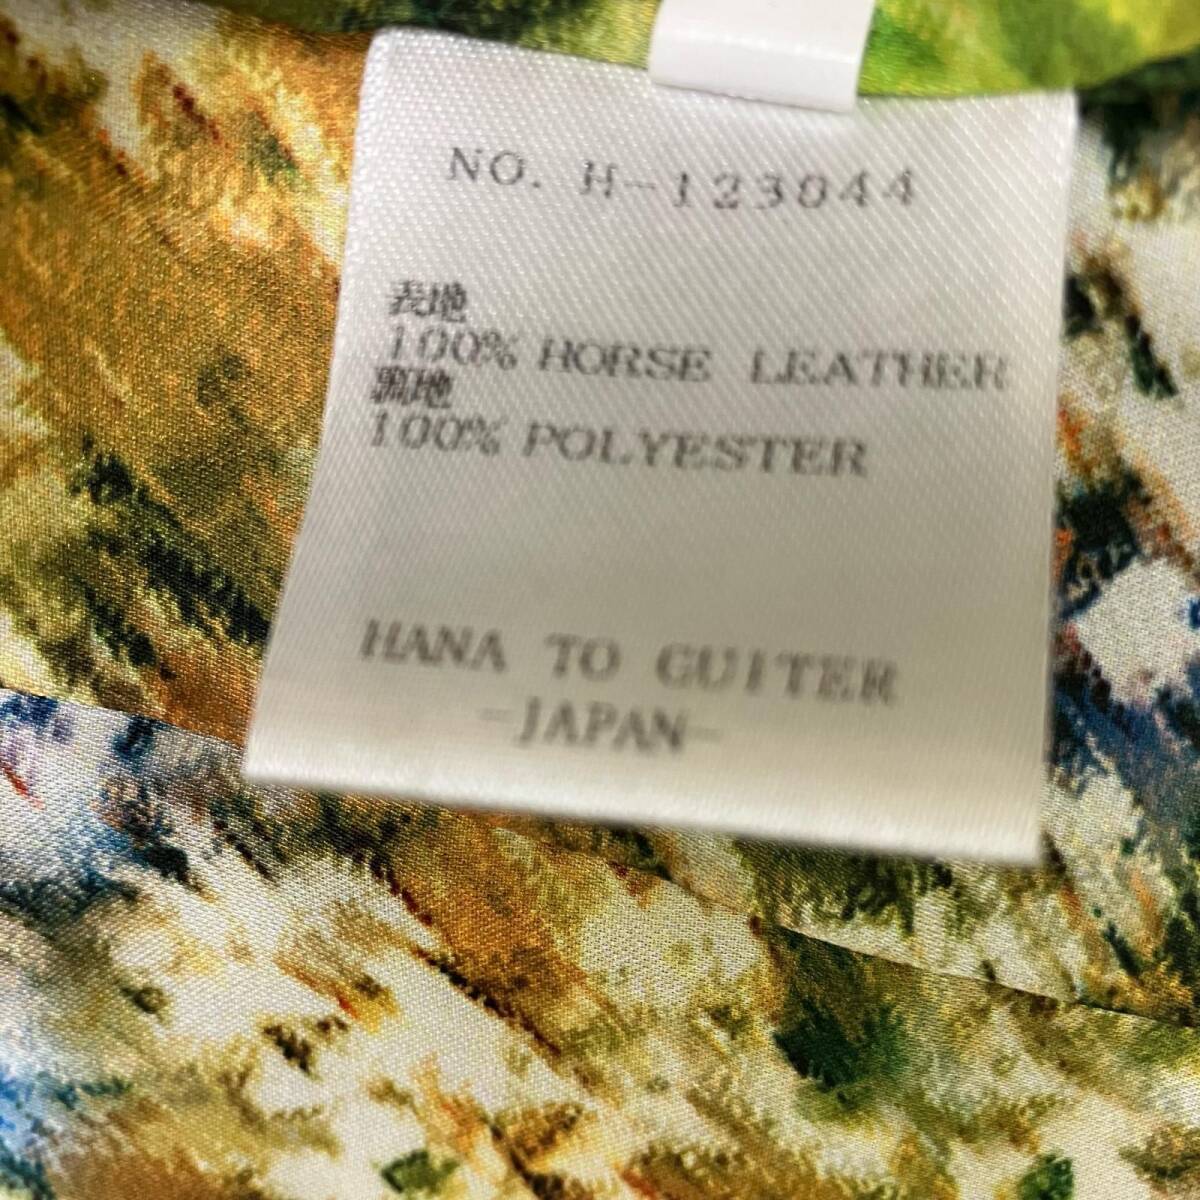 NO. H-123044
表地
100% HORSE LEATHER
裏地
100% POLYESTER
HANA TO GUITER
-JAPAN-